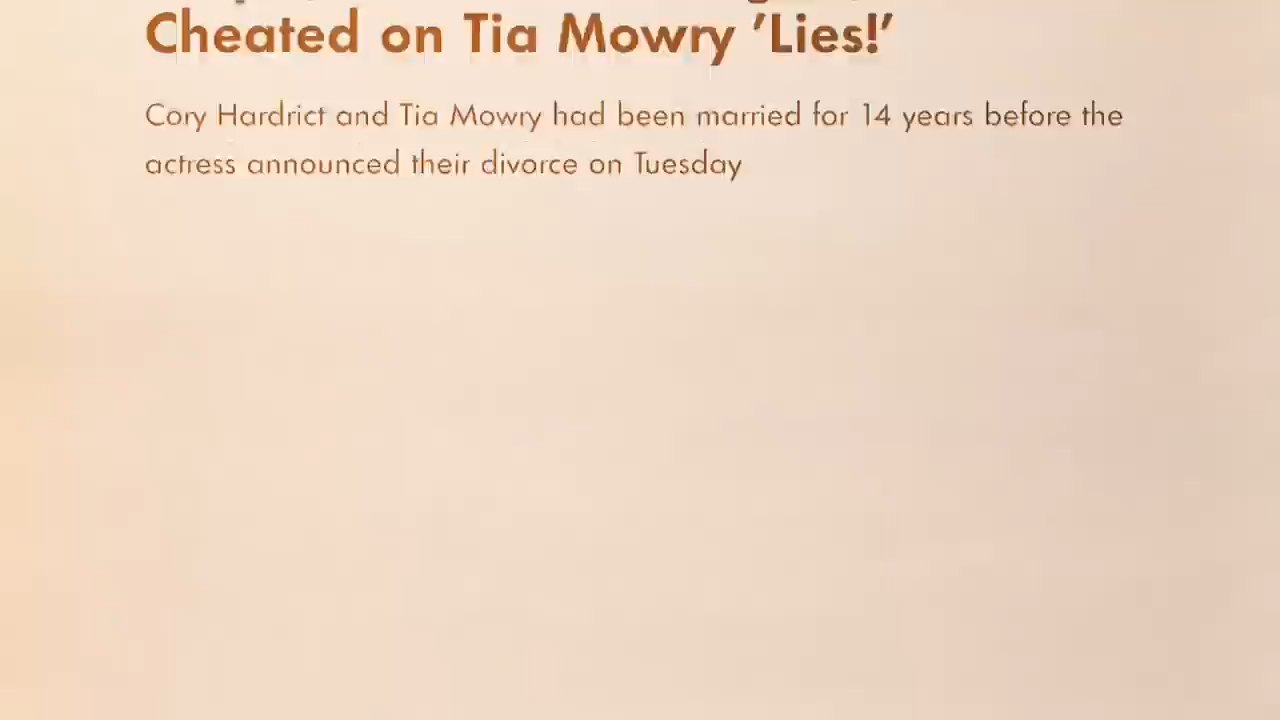 Cheated on Tia Mowry ’Lies!’
Cory Hardrict and Tia Mowry had been married for 14 years before the
actress announced their divorce on Tuesday